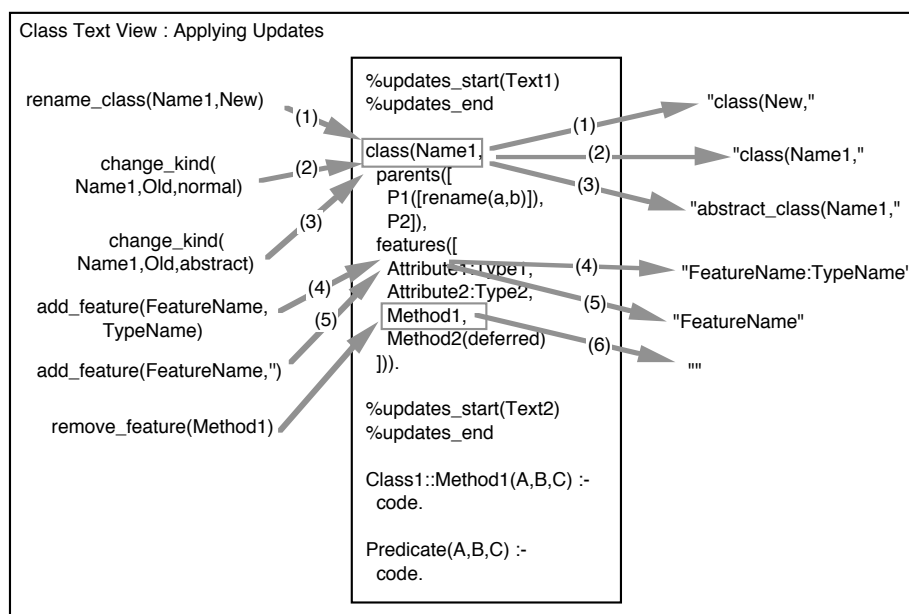 Class Text View : Applying Updates
rename_class(Name1,New)
(1)
change_kind(
Name1,Old,normal)
(2)
change_kind(
Name1,Old,abstract)
(3)
add_feature(FeatureName,
TypeName)
(4)
add_feature(FeatureName,'')
(5)
remove_feature(Method1)
%updates_start(Text1)
%updates_end
class(Name1,
parents([
P1([rename(a,b)]),
P2]),
features([
Attribute1:Type1,
Attribute2:Type2,
Method1,
Method2(deferred)
])).
%updates_start(Text2)
%updates_end
Class1::Method1(A,B,C) :-
code.
Predicate(A,B,C) :-
code.
(1)
"class(New,"
(2)
"class(Name1,"
(3)
"abstract_class(Name1,"
(4)
"FeatureName:TypeName"
(5)
"FeatureName"
(6)
""